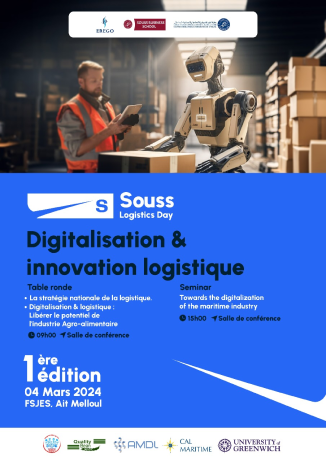 EREGO
SOUSS BUSINESS
SCHOOL
S
Souss
Logistics Day
Digitalisation &
innovation logistique
Table ronde
• La stratégie nationale de la logistique.
• Digitalisation & logistique :
Libérer le potentiel de
l'industrie Agro-alimentaire
09h00 Salle de conférence
Seminar
Towards the digitalization
of the maritime industry
15h00 Salle de conférence
1ère
édition
04 Mars 2024
FSJES, Ait Melloul
AMDL
CAL
MARITIME
UNIVERSITY of
GREENWICH